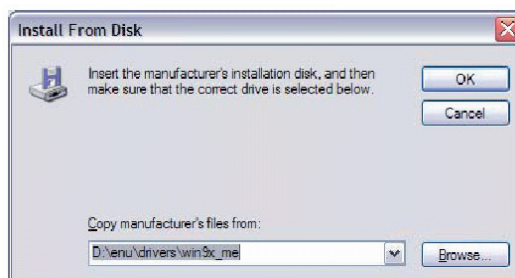 Install From Disk
Insert the manufacturer's installation disk, and then
make sure that the correct drive is selected below.
OK
Cancel
Copy manufacturer's files from:
D:\enu\drivers\win9x_me
Browse...